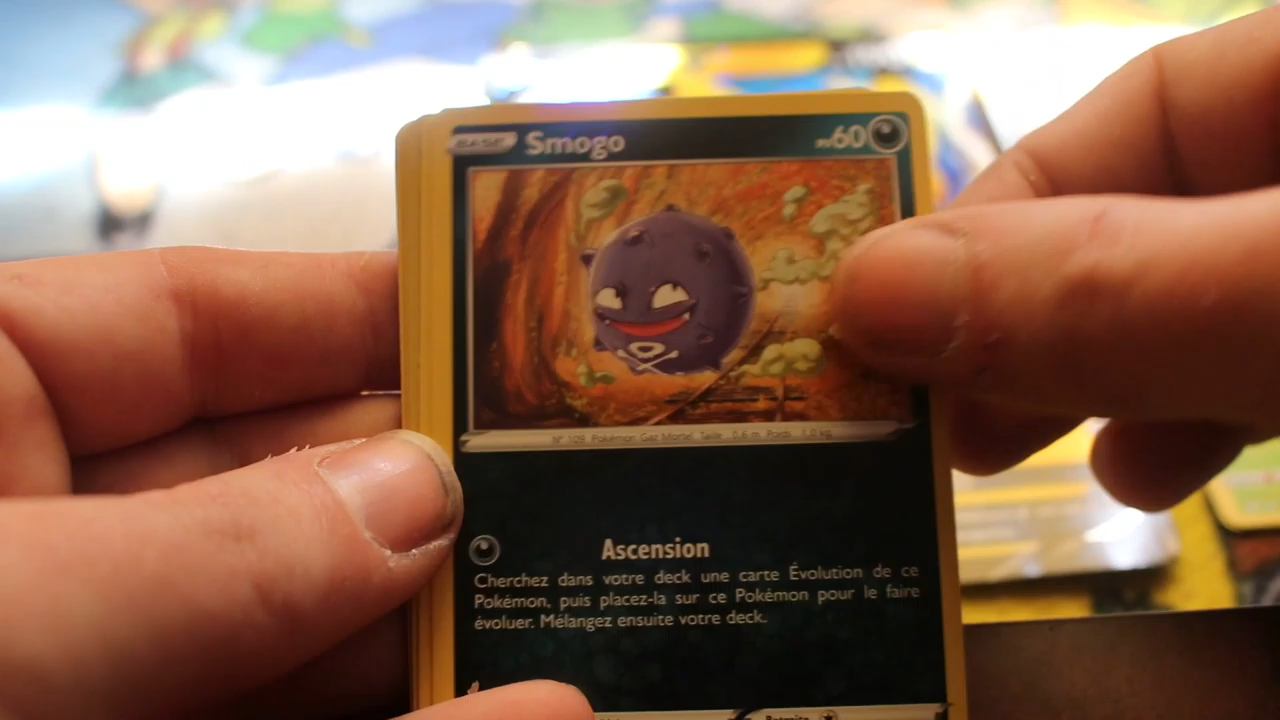 BASE Smogo PV60
N° 109 Pokémon Gaz Mortel Taille : 0,6 m Poids : 1,0 kg
Ascension
Cherchez dans votre deck une carte Évolution de ce
Pokémon, puis placez-la sur ce Pokémon pour le faire
évoluer. Mélangez ensuite votre deck.
Retraite